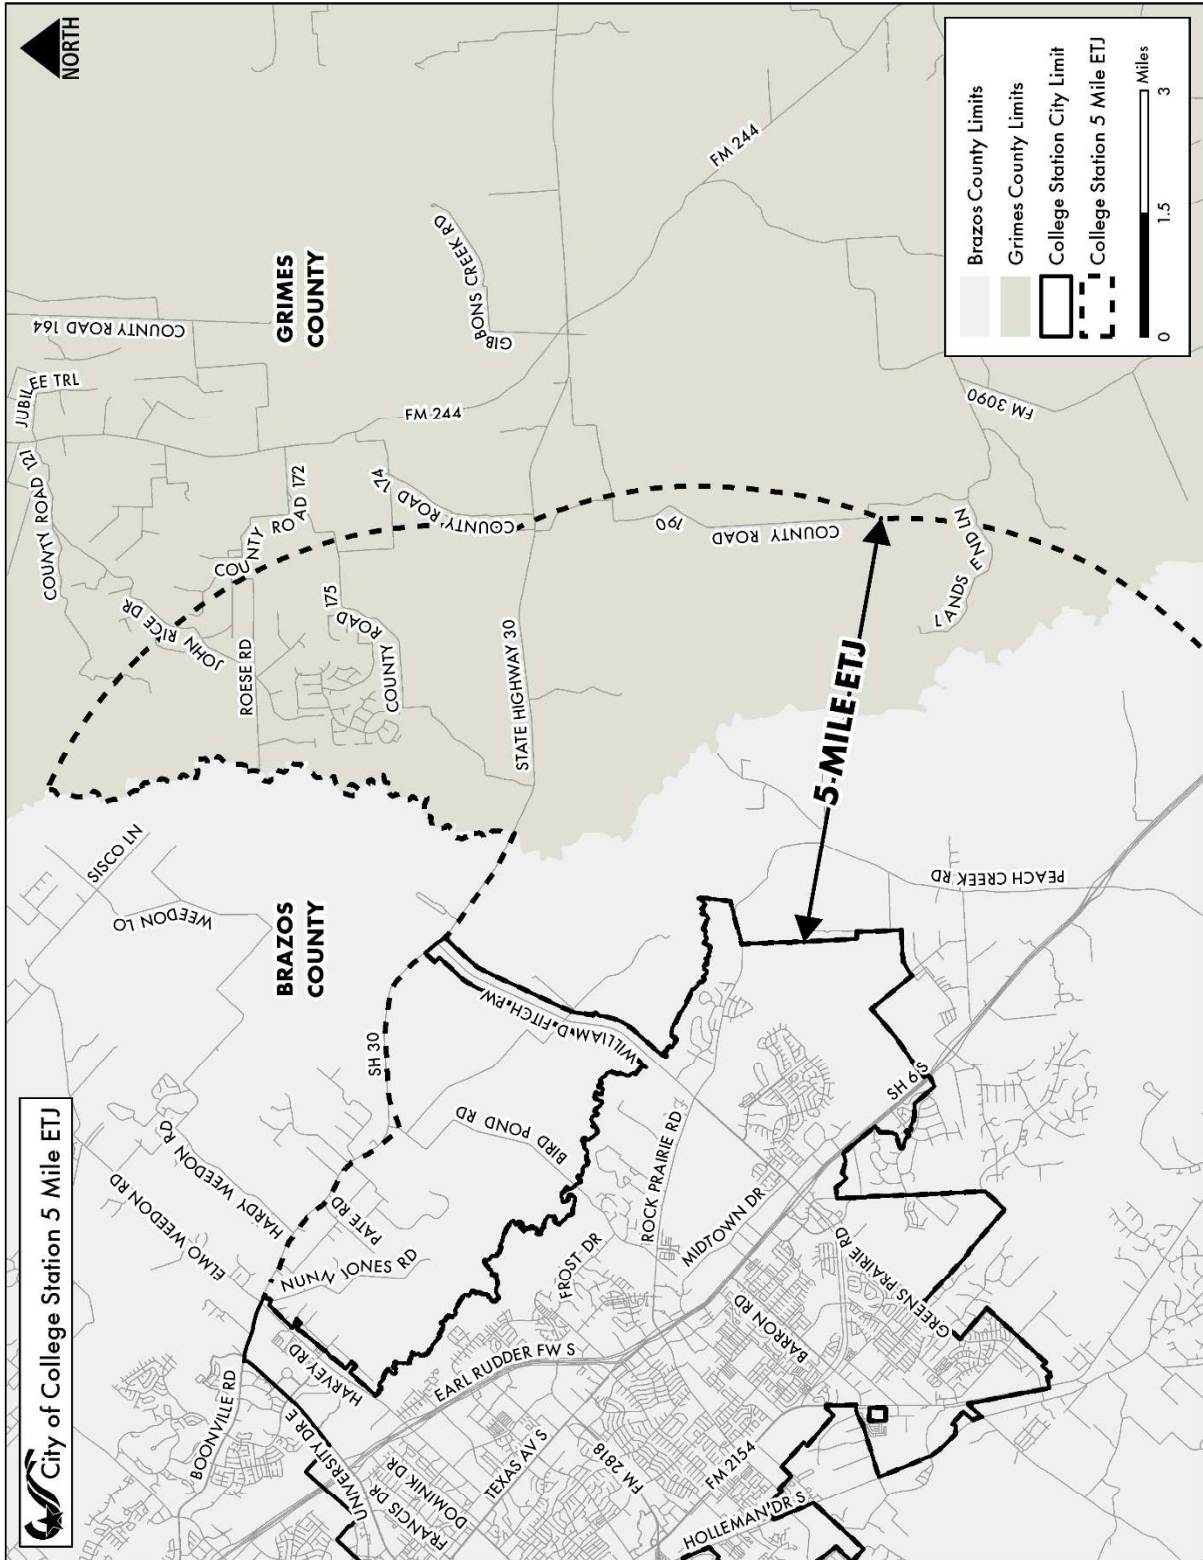 City of College Station 5 Mile ETJ
NORTH
SISCO LN
WEEDON LO
BRAZOS
COUNTY
GRIMES
COUNTY
JUBILEE TRL
COUNTY ROAD 164
COUNTY ROAD 121
JOHN RICE DR
ROESE RD
COUNTY ROAD 172
COUNTY ROAD 175
COUNTY ROAD 174
FM 244
GIBBONS CREEK RD
FM 244
STATE HIGHWAY 30
COUNTY ROAD 190
LANDS END LN
FM 3090
5-MILE-ETJ
PEACH CREEK RD
ELMO WEEDON RD
HARDY WEEDON RD
SH 30
PATE RD
NUNN JONES RD
BIRD POND RD
WILLIAM D. FITCH PW
BOONVILLE RD
HARVEY RD
UNIVERSITY DR E
FRANCIS DR
DOMINIK DR
TEXAS AV S
EARL RUDDER FW S
FROST DR
ROCK PRAIRIE RD
MIDTOWN DR
SH 6 S
BARRON RD
GREENS PRAIRIE RD
FM 2818
FM 2154
HOLLEMAN DR S
Brazos County Limits
Grimes County Limits
College Station City Limit
College Station 5 Mile ETJ
0 1.5 3
Miles